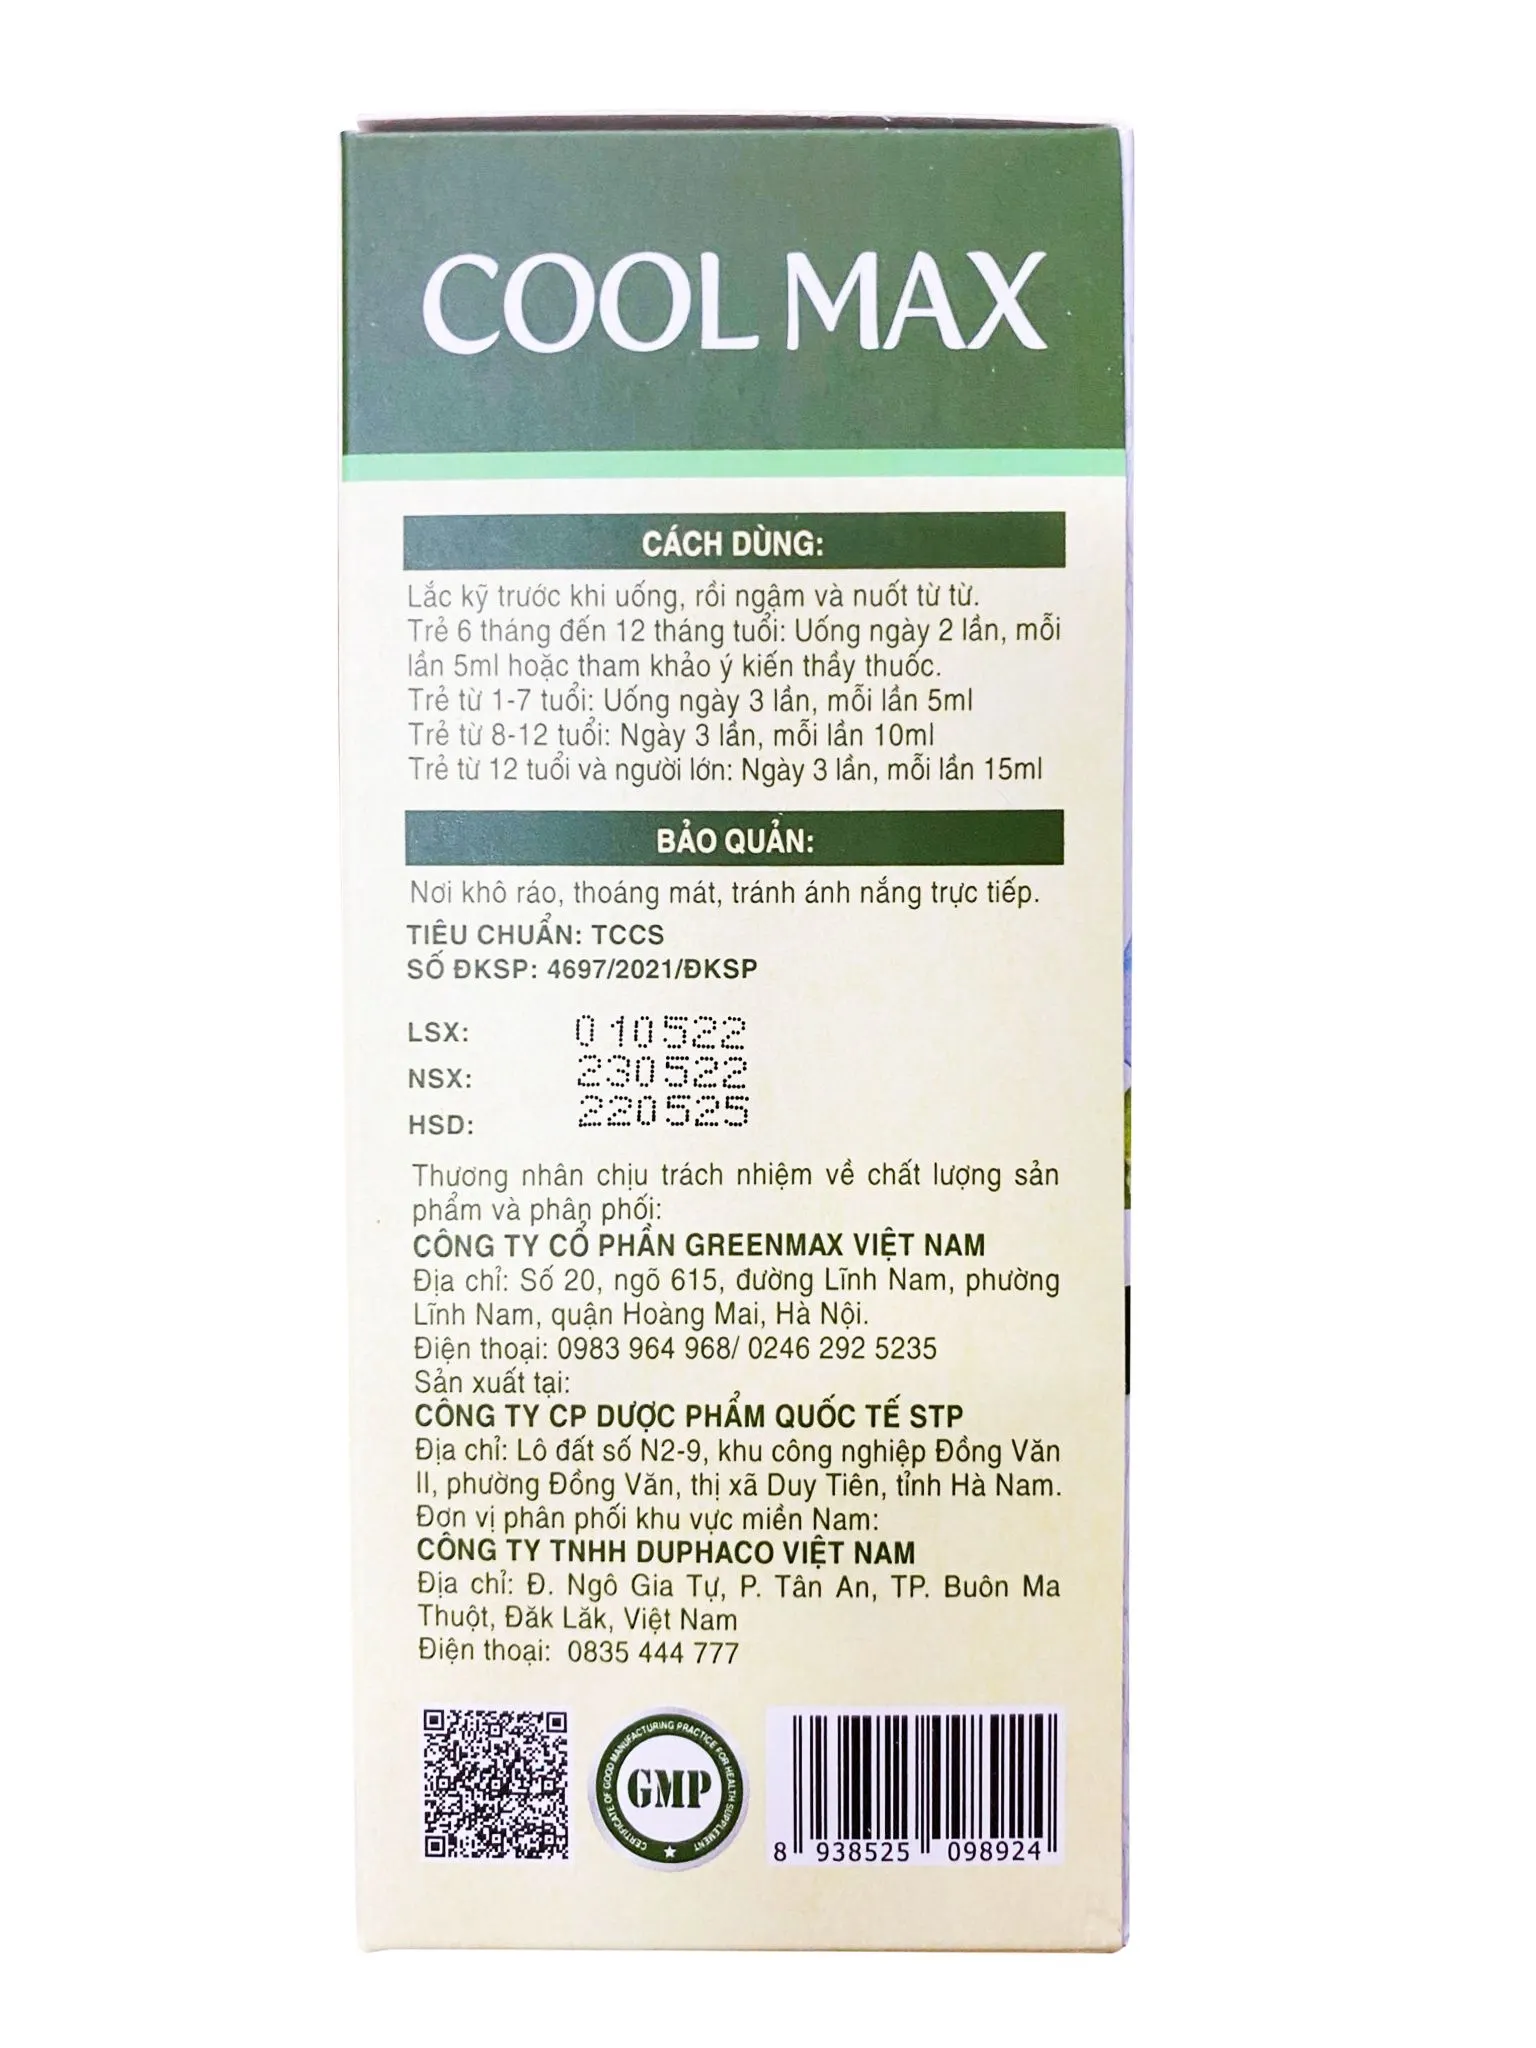 COOL MAX
CÁCH DÙNG:
Lắc kỹ trước khi uống, rồi ngậm và nuốt từ từ.
Trẻ 6 tháng đến 12 tháng tuổi: Uống ngày 2 lần, mỗi
lần 5ml hoặc tham khảo ý kiến thầy thuốc.
Trẻ từ 1-7 tuổi: Uống ngày 3 lần, mỗi lần 5ml
Trẻ từ 8-12 tuổi: Ngày 3 lần, mỗi lần 10ml
Trẻ từ 12 tuổi và người lớn: Ngày 3 lần, mỗi lần 15ml
BẢO QUẢN:
Nơi khô ráo, thoáng mát, tránh ánh nắng trực tiếp.
TIÊU CHUẨN: TCCS
SỐ ĐKSP: 4697/2021/ĐKSP
LSX: 010522
NSX: 230522
HSD: 220525
Thương nhân chịu trách nhiệm về chất lượng sản
phẩm và phân phối:
CÔNG TY CỔ PHẦN GREENMAX VIỆT NAM
Địa chỉ: Số 20, ngõ 615, đường Lĩnh Nam, phường
Lĩnh Nam, quận Hoàng Mai, Hà Nội.
Điện thoại: 0983 964 968/ 0246 292 5235
Sản xuất tại:
CÔNG TY CP DƯỢC PHẨM QUỐC TẾ STP
Địa chỉ: Lô đất số N2-9, khu công nghiệp Đồng Văn
II, phường Đồng Văn, thị xã Duy Tiên, tỉnh Hà Nam.
Đơn vị phân phối khu vực miền Nam:
CÔNG TY TNHH DUPHACO VIỆT NAM
Địa chỉ: Đ. Ngô Gia Tự, P. Tân An, TP. Buôn Ma
Thuột, Đăk Lăk, Việt Nam
Điện thoại: 0835 444 777
CERTIFICATE OF GOOD MANUFACTURING PRACTICE FOR HEALTH SUPPLEMENT
GMP
8 938525 098924